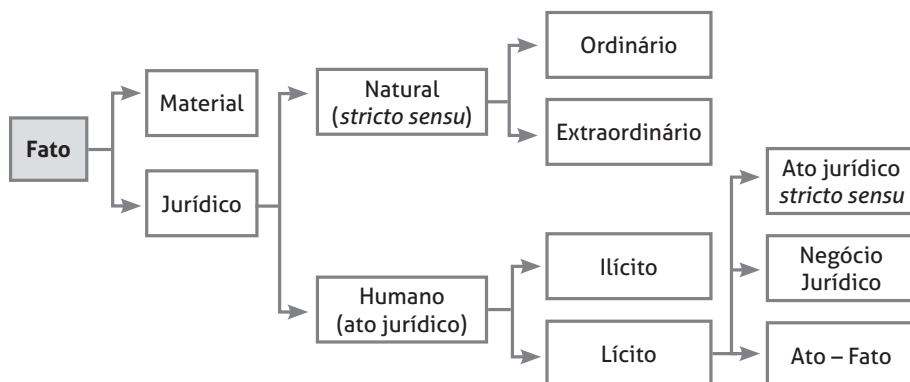 Fato
Material
Jurídico
Natural
(stricto sensu)
Humano
(ato jurídico)
Ordinário
Extraordinário
Ilícito
Lícito
Ato jurídico
stricto sensu
Negócio
Jurídico
Ato – Fato